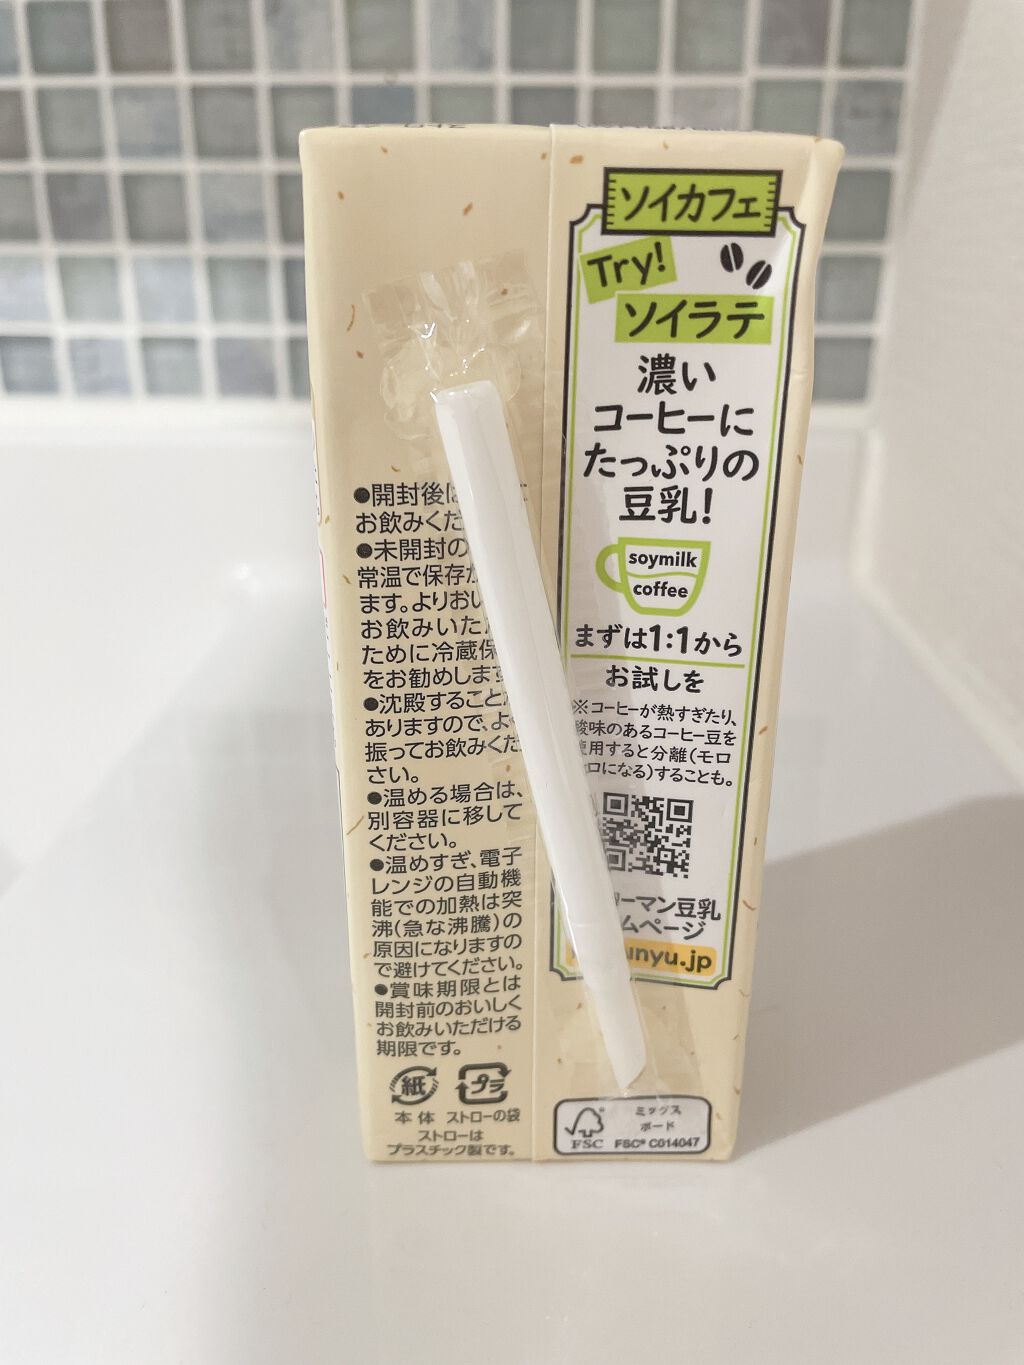 ●開封後は
お飲みくだ
●未開封の
常温で保存
ます。よりおい
お飲みいた
ために冷蔵保
をお勧めします
●沈殿すること
ありますので、よ
振ってお飲みくだ
さい。
●温める場合は、
別容器に移して
ください。
●温めすぎ、電子
レンジの自動機
能での加熱は突
沸(急な沸騰)の
原因になりますの
で避けてください。
●賞味期限とは
開封前のおいしく
お飲みいただける
期限です。
紙
プラ
本体 ストローの袋
ストローは
プラスチック製です。
ソイカフェ
Try!
ソイラテ
濃い
コーヒーに
たっぷりの
豆乳!
soymilk
coffee
まずは1:1から
お試しを
※コーヒーが熱すぎたり、
酸味のあるコーヒー豆を
使用すると分離(モロ
ロになる)することも。
ーマン豆乳
ムページ
unyu.jp
ミックス
ボード
FSC
FSC® C014047